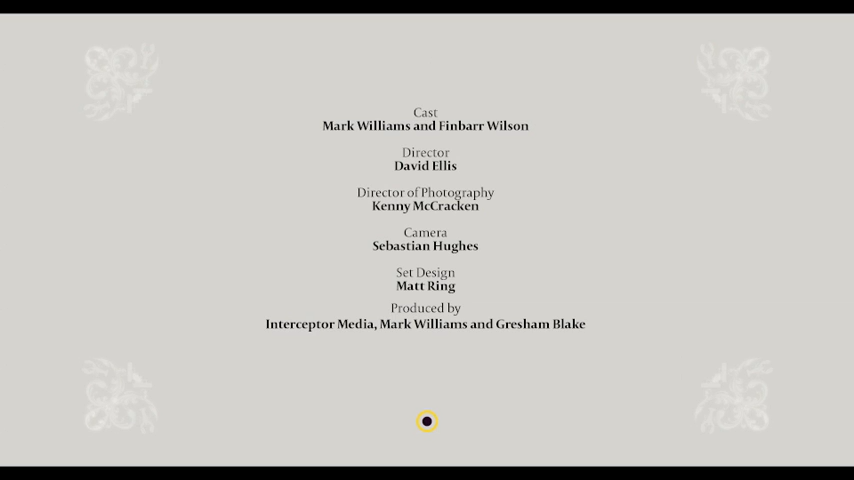 Cast
Mark Williams and Finbarr Wilson
Director
David Ellis
Director of Photography
Kenny McCracken
Camera
Sebastian Hughes
Set Design
Matt Ring
Produced by
Interceptor Media, Mark Williams and Gresham Blake